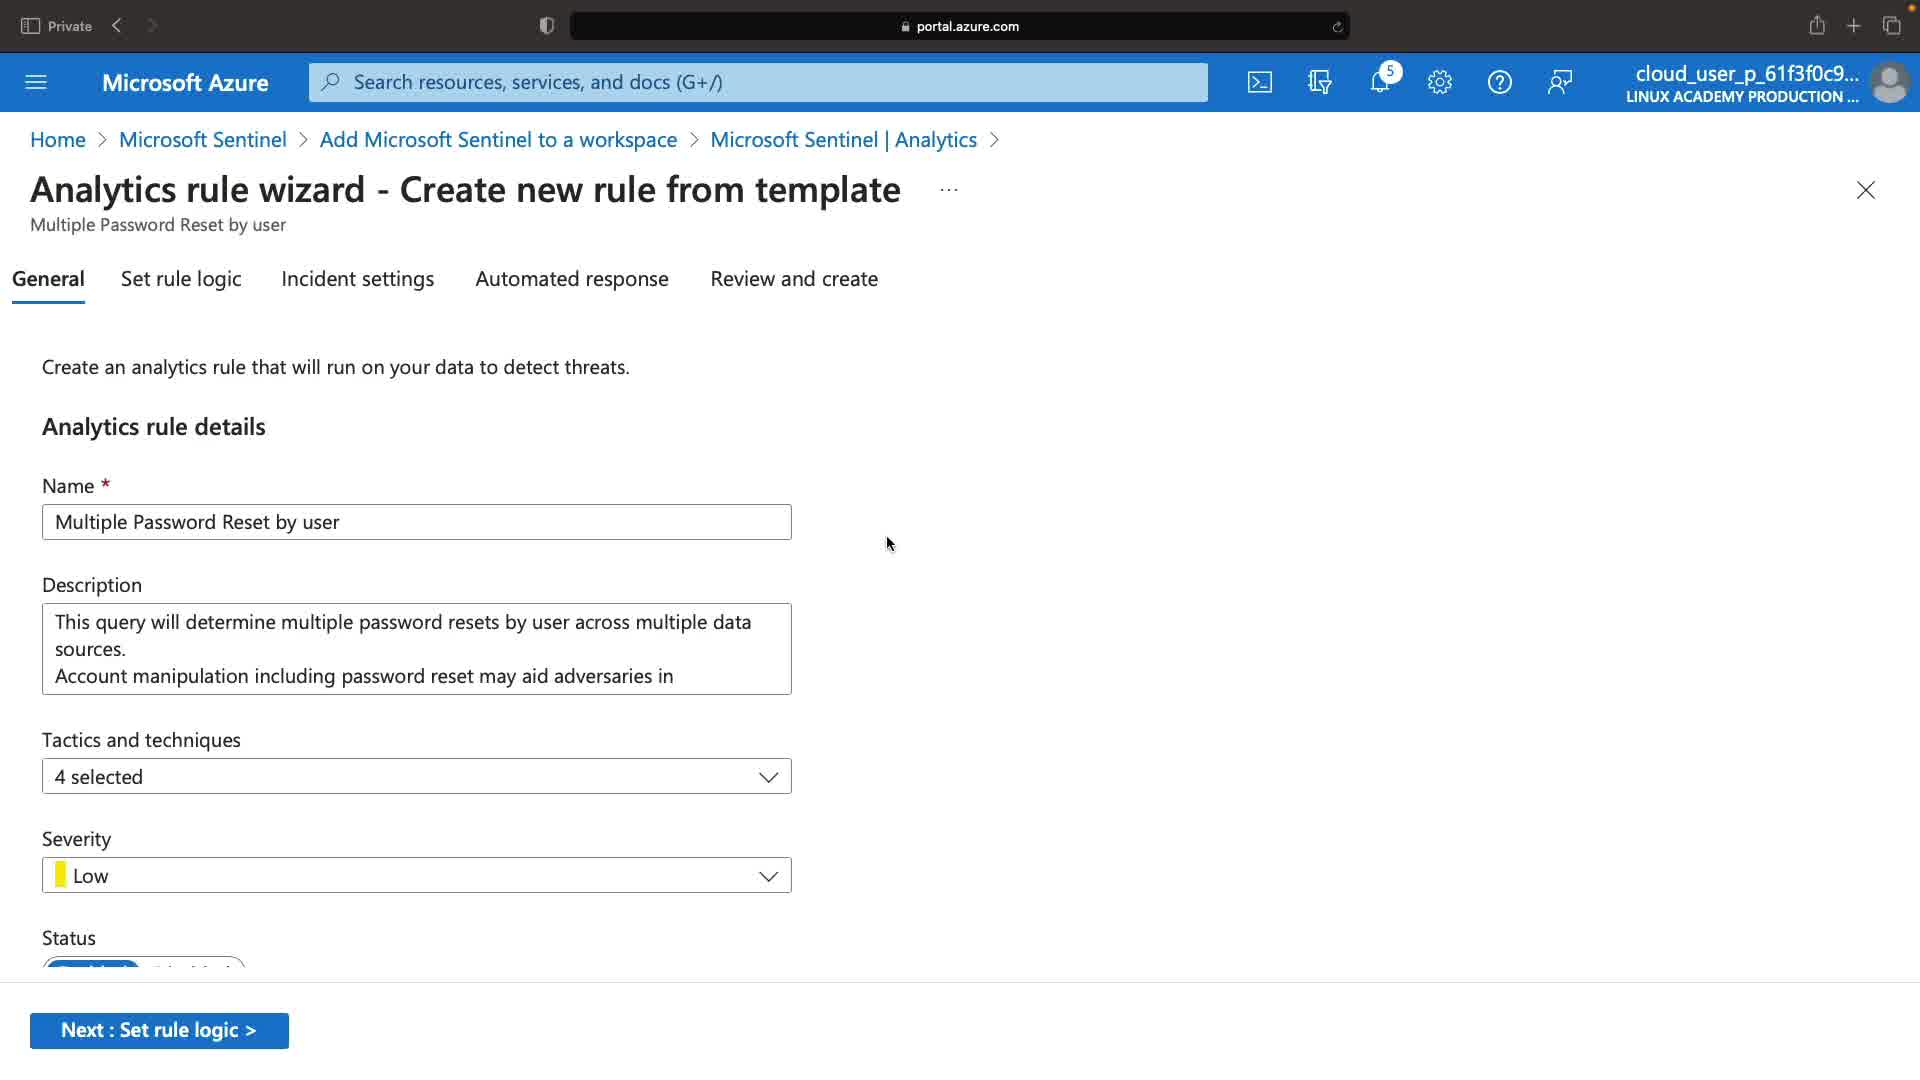 Private
portal.azure.com
Microsoft Azure
Search resources, services, and docs (G+/)
5
cloud_user_p_61f3f0c9...
LINUX ACADEMY PRODUCTION ...
Home > Microsoft Sentinel > Add Microsoft Sentinel to a workspace > Microsoft Sentinel | Analytics >
Analytics rule wizard - Create new rule from template ...
Multiple Password Reset by user
General Set rule logic Incident settings Automated response Review and create
Create an analytics rule that will run on your data to detect threats.
Analytics rule details
Name *
Multiple Password Reset by user
Description
This query will determine multiple password resets by user across multiple data
sources.
Account manipulation including password reset may aid adversaries in
Tactics and techniques
4 selected
Severity
Low
Status
Next : Set rule logic >